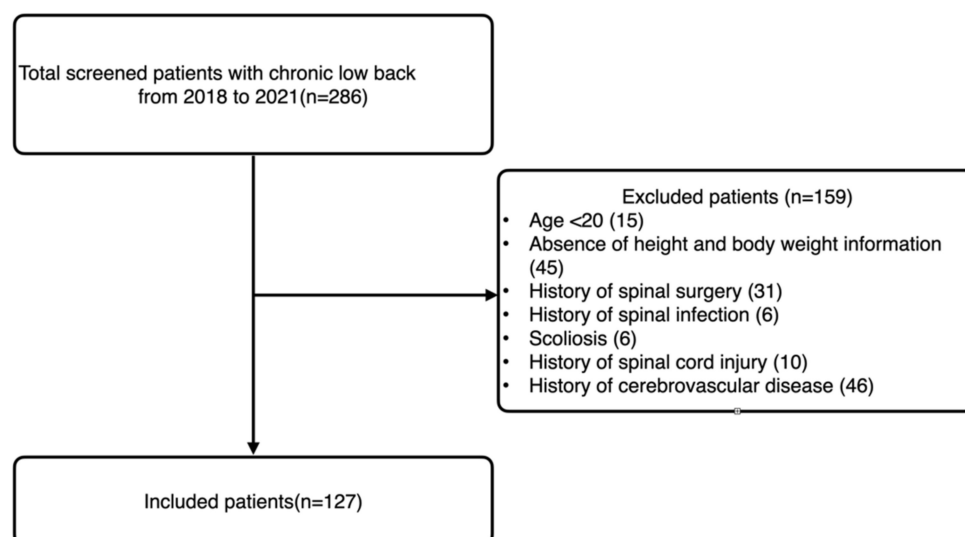 Total screened patients with chronic low back
from 2018 to 2021(n=286)
Excluded patients (n=159)
• Age <20 (15)
• Absence of height and body weight information
(45)
• History of spinal surgery (31)
• History of spinal infection (6)
• Scoliosis (6)
• History of spinal cord injury (10)
• History of cerebrovascular disease (46)
Included patients(n=127)